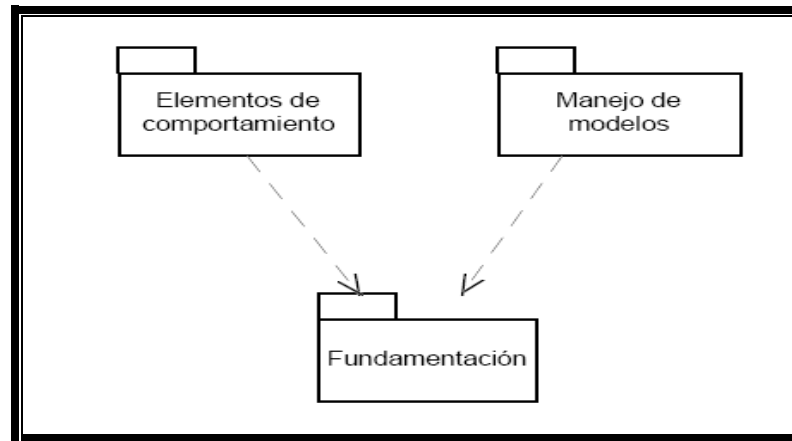 Elementos de
comportamiento
Manejo de
modelos
Fundamentación